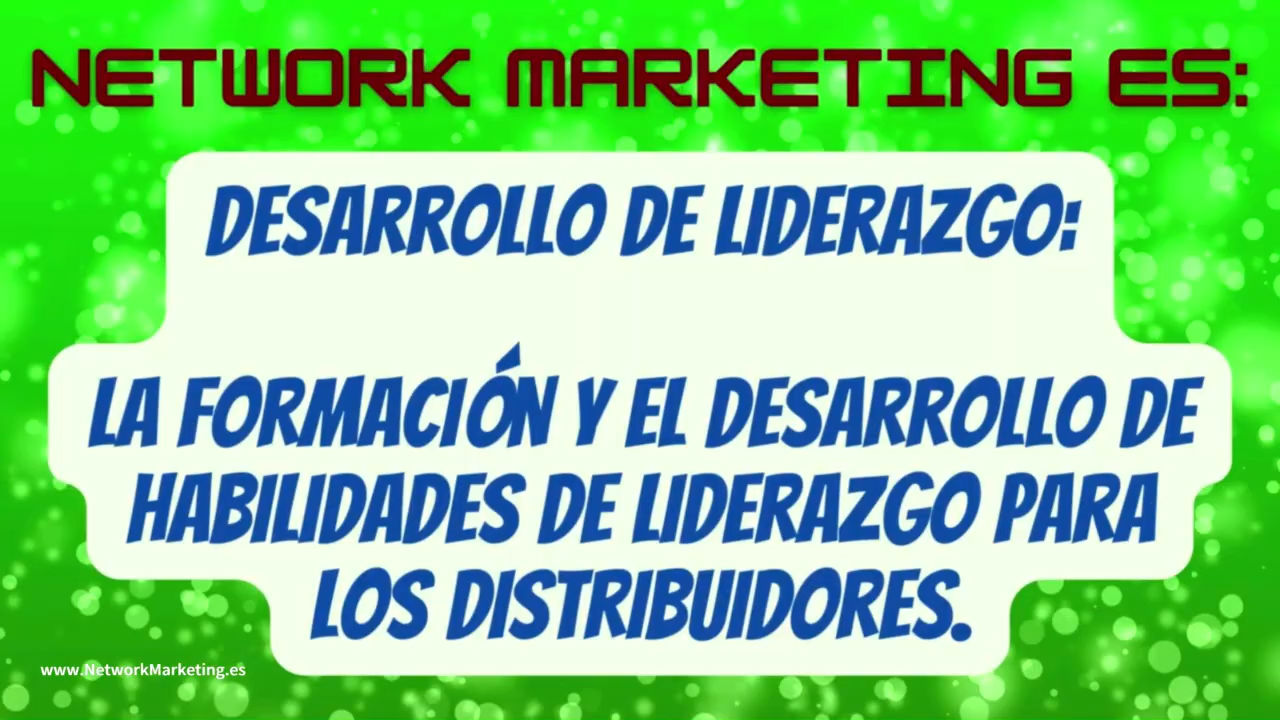 NETWORK MARKETING ES:
DESARROLLO DE LIDERAZGO:
LA FORMACIÓN Y EL DESARROLLO DE
HABILIDADES DE LIDERAZGO PARA
LOS DISTRIBUIDORES.
www.NetworkMarketing.es